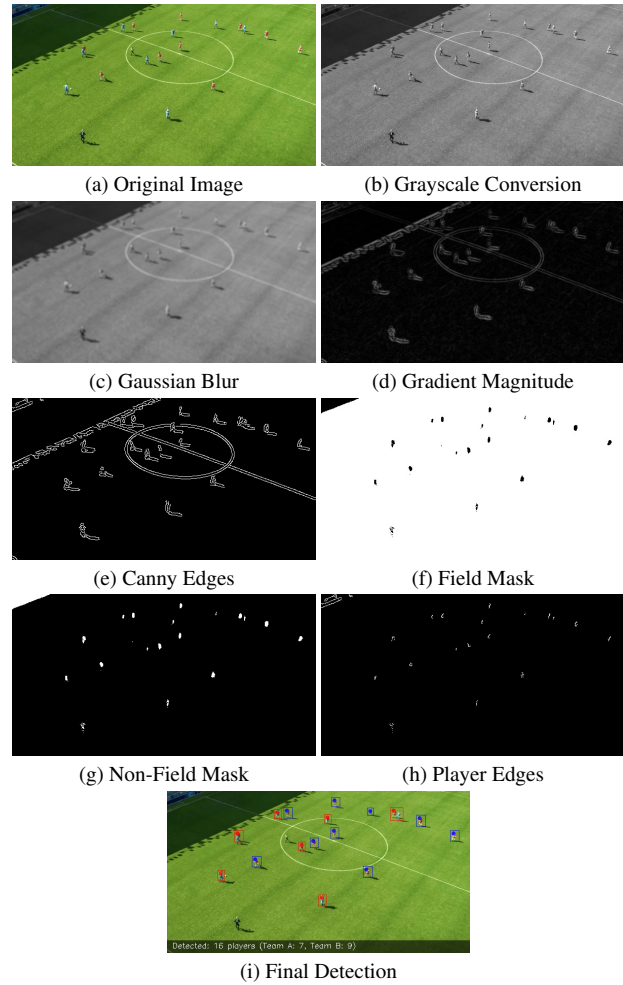 (a) Original Image
(b) Grayscale Conversion
(c) Gaussian Blur
(d) Gradient Magnitude
(e) Canny Edges
(f) Field Mask
(g) Non-Field Mask
(h) Player Edges
Detected: 16 players (Team A: 7, Team B: 9)
(i) Final Detection